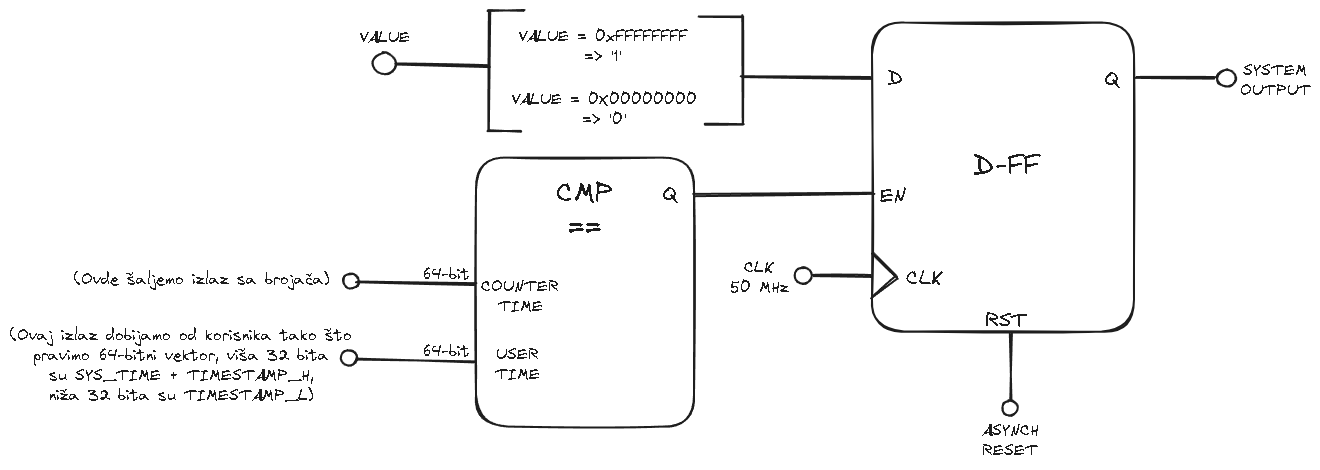 VALUE
VALUE = 0xFFFFFFFF
=> '1'
VALUE = 0x00000000
=> '0'
D
Q
SYSTEM
OUTPUT
D-FF
EN
CLK
RST
CLK
50 MHz
ASYNCH
RESET
CMP
==
Q
64-bit
COUNTER
TIME
64-bit
USER
TIME
(Ovde šaljemo izlaz sa brojača)
(Ovaj izlaz dobijamo od korisnika tako što
pravimo 64-bitni vektor, viša 32 bita
su SYS_TIME + TIMESTAMP_H,
niža 32 bita su TIMESTAMP_L)